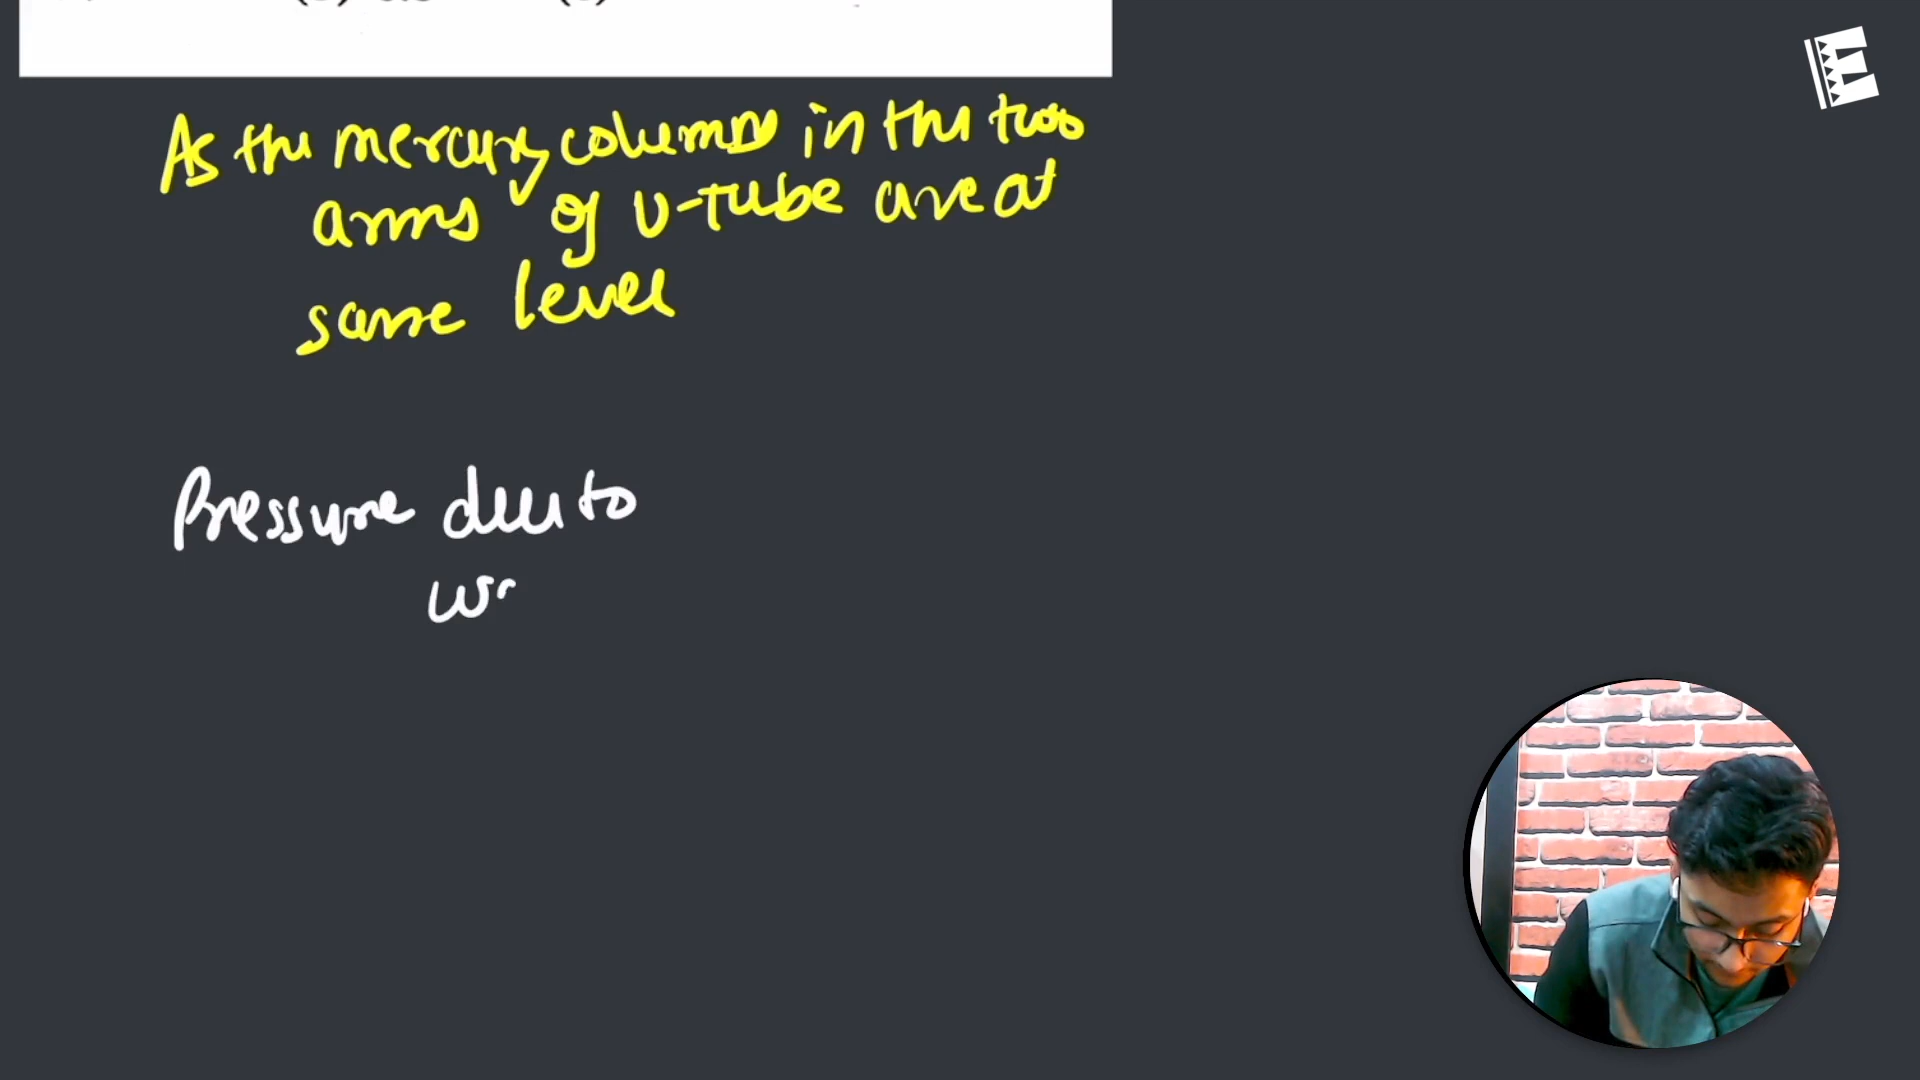 As the mercury columns in the two
arms of U-tube are at
same level
Pressure due to